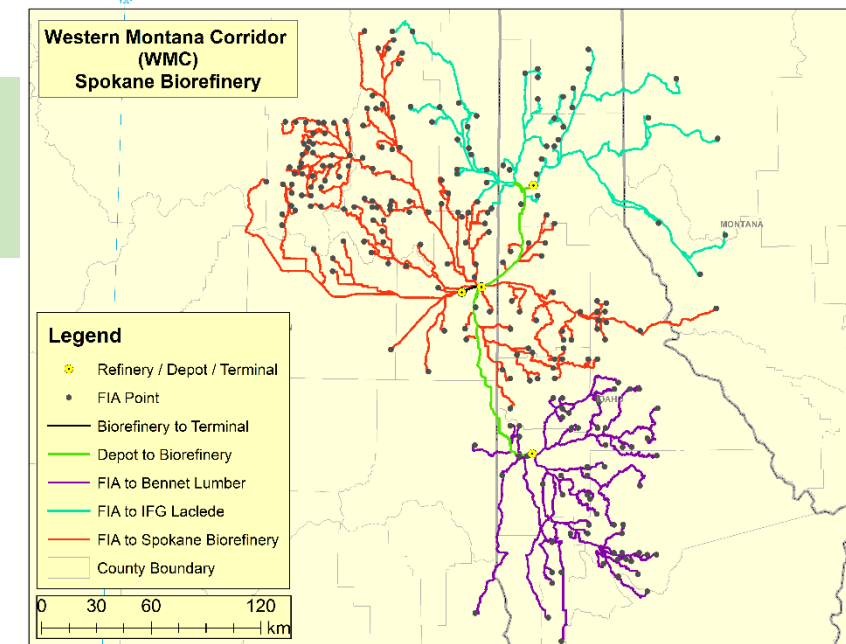 Western Montana Corridor
(WMC)
Spokane Biorefinery
MONTANA
IDAHO
Legend
Refinery / Depot / Terminal
FIA Point
Biorefinery to Terminal
Depot to Biorefinery
FIA to Bennet Lumber
FIA to IFG Laclede
FIA to Spokane Biorefinery
County Boundary
0 30 60 120
km